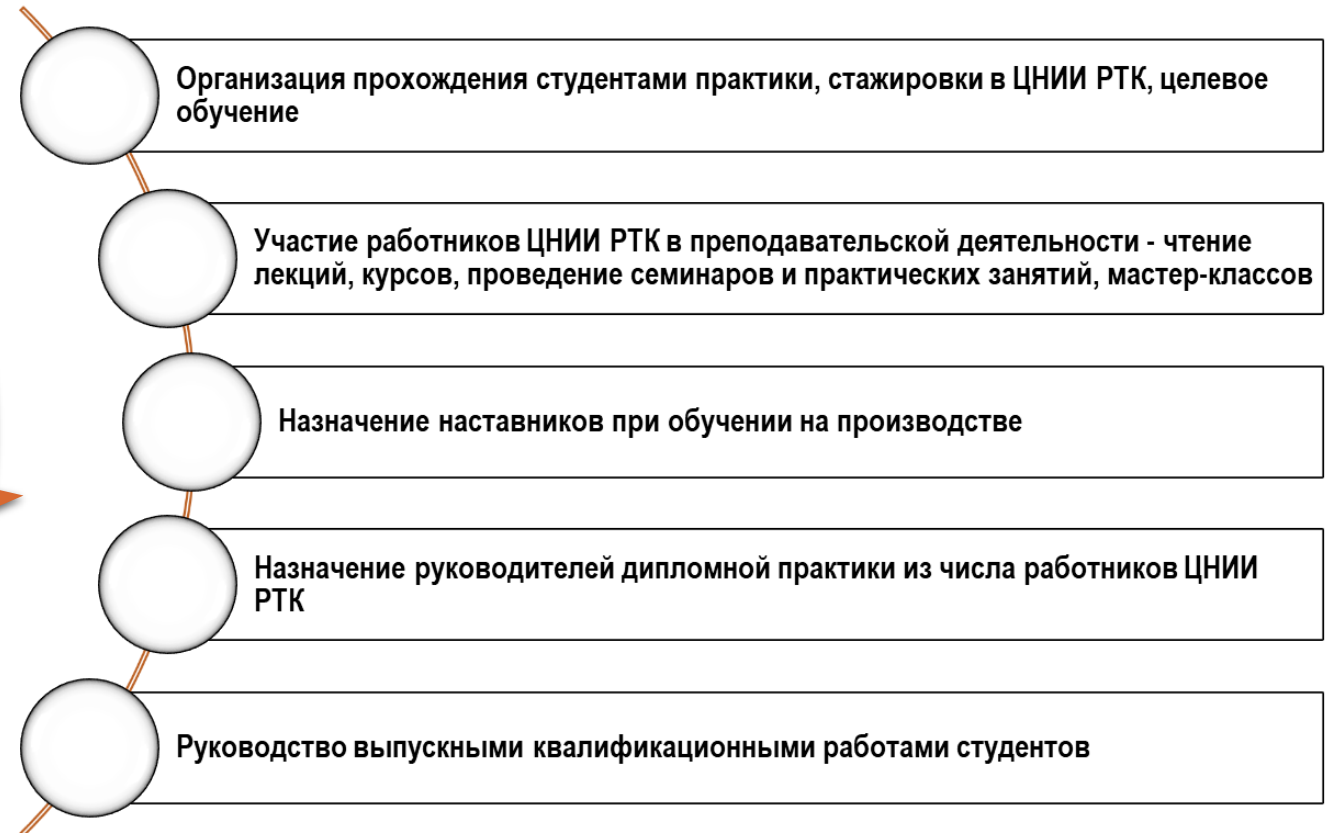 Организация прохождения студентами практики, стажировки в ЦНИИ РТК, целевое
обучение
Участие работников ЦНИИ РТК в преподавательской деятельности - чтение
лекций, курсов, проведение семинаров и практических занятий, мастер-классов
Назначение наставников при обучении на производстве
Назначение руководителей дипломной практики из числа работников ЦНИИ
РТК
Руководство выпускными квалификационными работами студентов